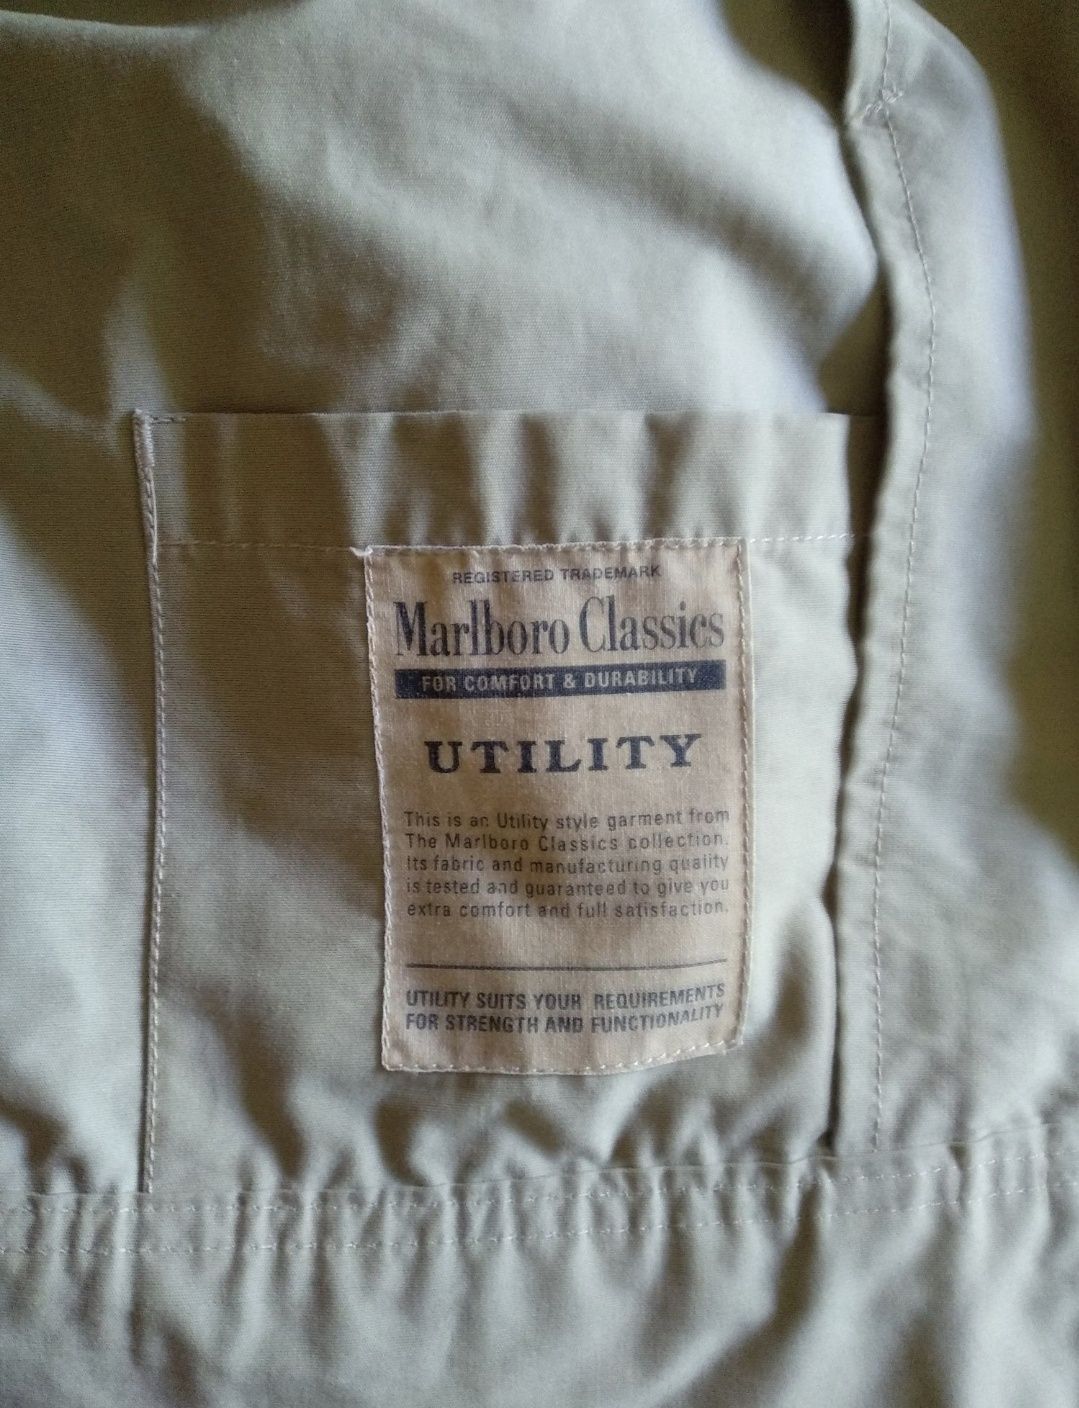 REGISTERED TRADEMARK
Marlboro Classics
FOR COMFORT & DURABILITY
UTILITY
This is an Utility style garment from
The Marlboro Classics collection.
Its fabric and manufacturing quality
is tested and guaranteed to give you
extra comfort and full satisfaction.
UTILITY SUITS YOUR REQUIREMENTS
FOR STRENGTH AND FUNCTIONALITY